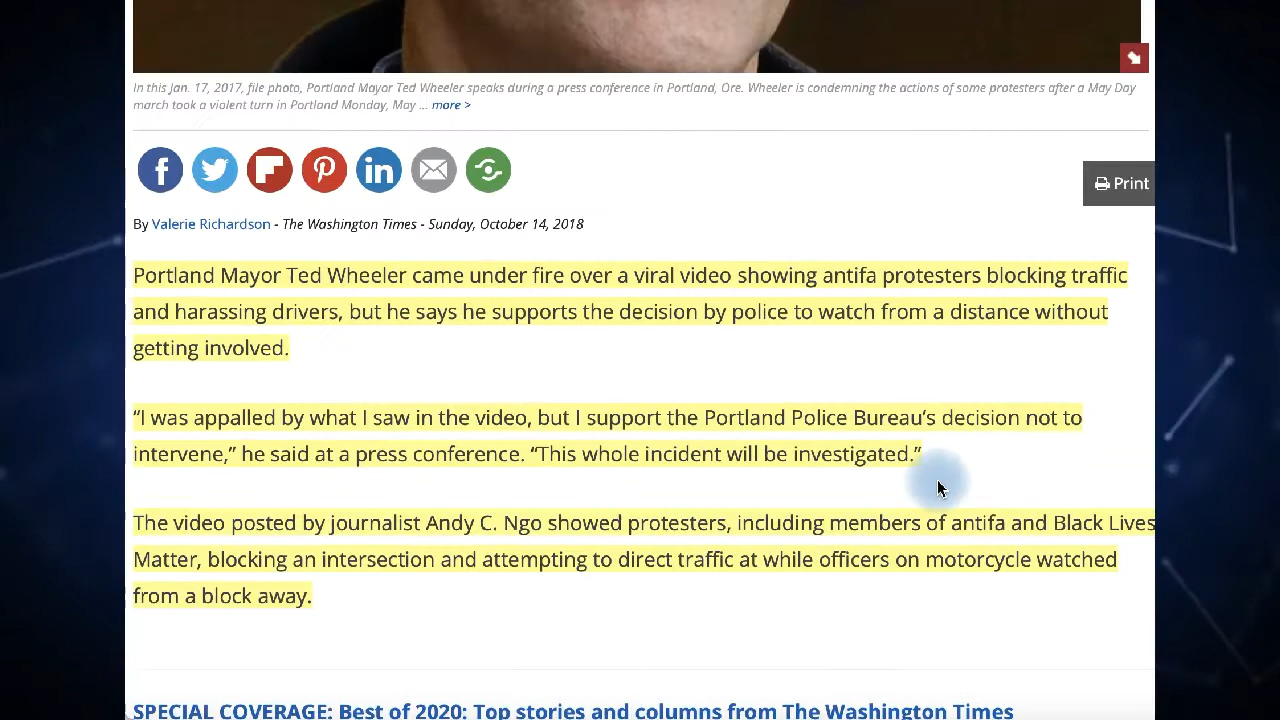 In this Jan. 17, 2017, file photo, Portland Mayor Ted Wheeler speaks during a press conference in Portland, Ore. Wheeler is condemning the actions of some protesters after a May Day
march took a violent turn in Portland Monday, May ... more >
Print
By Valerie Richardson - The Washington Times - Sunday, October 14, 2018
Portland Mayor Ted Wheeler came under fire over a viral video showing antifa protesters blocking traffic
and harassing drivers, but he says he supports the decision by police to watch from a distance without
getting involved.
“I was appalled by what I saw in the video, but I support the Portland Police Bureau’s decision not to
intervene,” he said at a press conference. “This whole incident will be investigated.”
The video posted by journalist Andy C. Ngo showed protesters, including members of antifa and Black Lives
Matter, blocking an intersection and attempting to direct traffic at while officers on motorcycle watched
from a block away.
SPECIAL COVERAGE: Best of 2020: Top stories and columns from The Washington Times